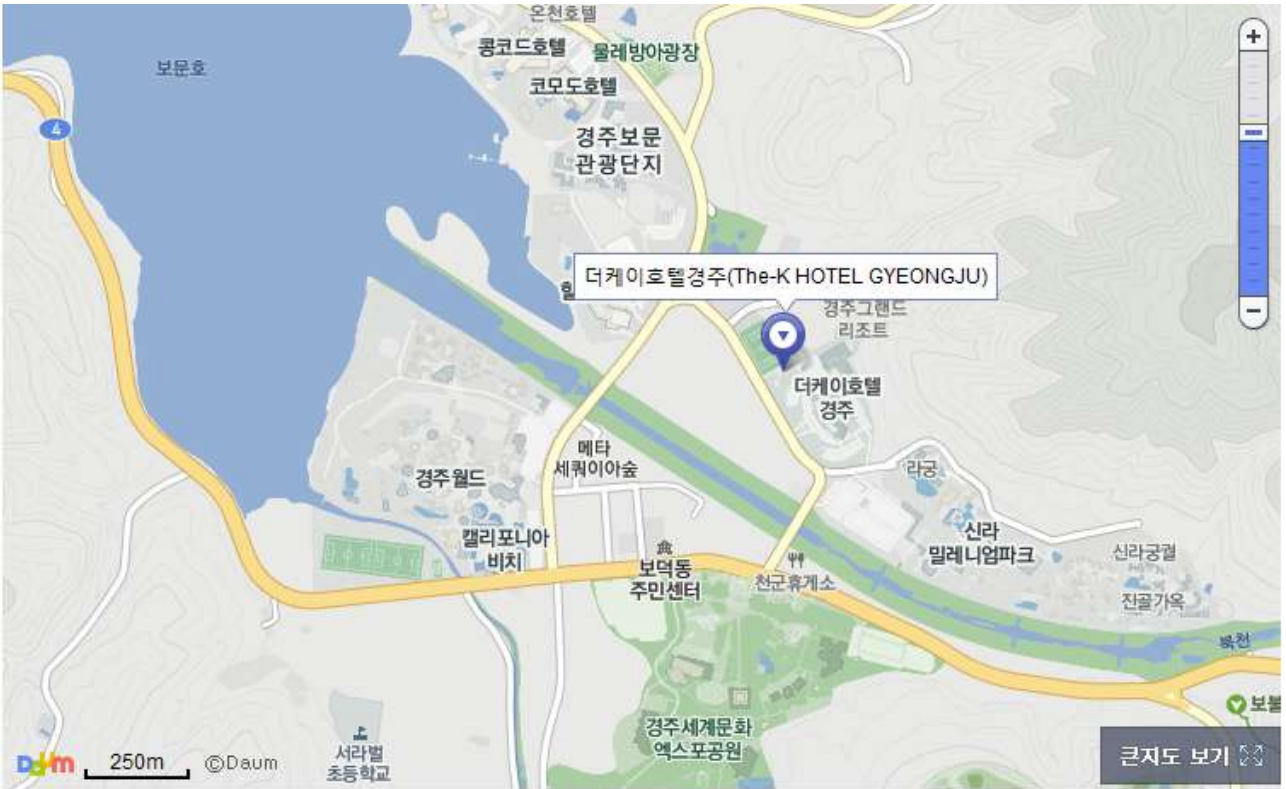 온천호텔
콩코드호텔
물레방아광장
코모도호텔
보문호
4
경주보문
관광단지
더케이호텔경주(The-K HOTEL GYEONGJU)
힐
경주그랜드
리조트
더케이호텔
경주
메타
세쿼이아숲
라궁
경주월드
신라
밀레니엄파크
캘리포니아
비치
신라궁궐
보덕동
주민센터
천군휴게소
진골가옥
북천
보불
경주세계문화
엑스포공원
서라벌
초등학교
Daum
250m
©Daum
큰지도 보기
+
−